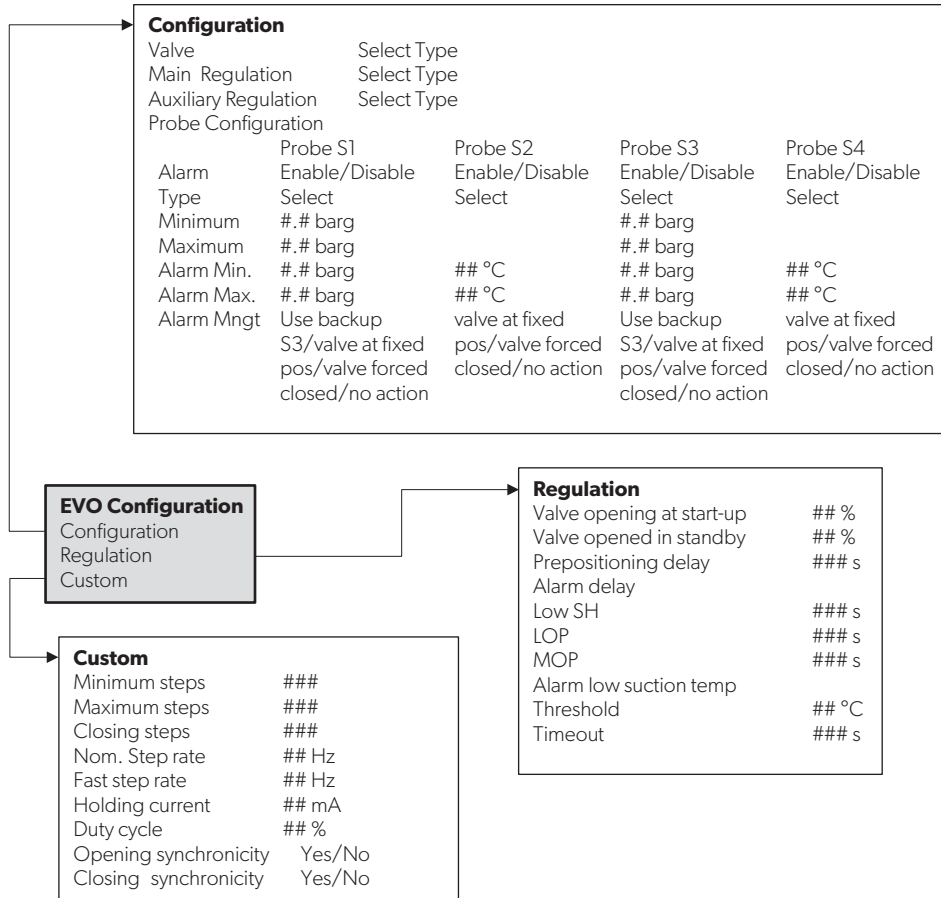 Configuration
Valve Select Type
Main Regulation Select Type
Auxiliary Regulation Select Type
Probe Configuration
Probe S1 Probe S2 Probe S3 Probe S4
Alarm Enable/Disable Enable/Disable Enable/Disable Enable/Disable
Type Select Select Select Select
Minimum #.# barg #.# barg
Maximum #.# barg #.# barg
Alarm Min. #.# barg ## °C #.# barg ## °C
Alarm Max. #.# barg ## °C #.# barg ## °C
Alarm Mngt Use backup valve at fixed Use backup valve at fixed
S3/valve at fixed pos/valve forced S3/valve at fixed pos/valve forced
pos/valve forced closed/no action pos/valve forced closed/no action
closed/no action closed/no action
EVO Configuration
Configuration
Regulation
Custom
Regulation
Valve opening at start-up ## %
Valve opened in standby ## %
Prepositioning delay ### s
Alarm delay
Low SH ### s
LOP ### s
MOP ### s
Alarm low suction temp
Threshold ## °C
Timeout ### s
Custom
Minimum steps ###
Maximum steps ###
Closing steps ###
Nom. Step rate ## Hz
Fast step rate ## Hz
Holding current ## mA
Duty cycle ## %
Opening synchronicity Yes/No
Closing synchronicity Yes/No